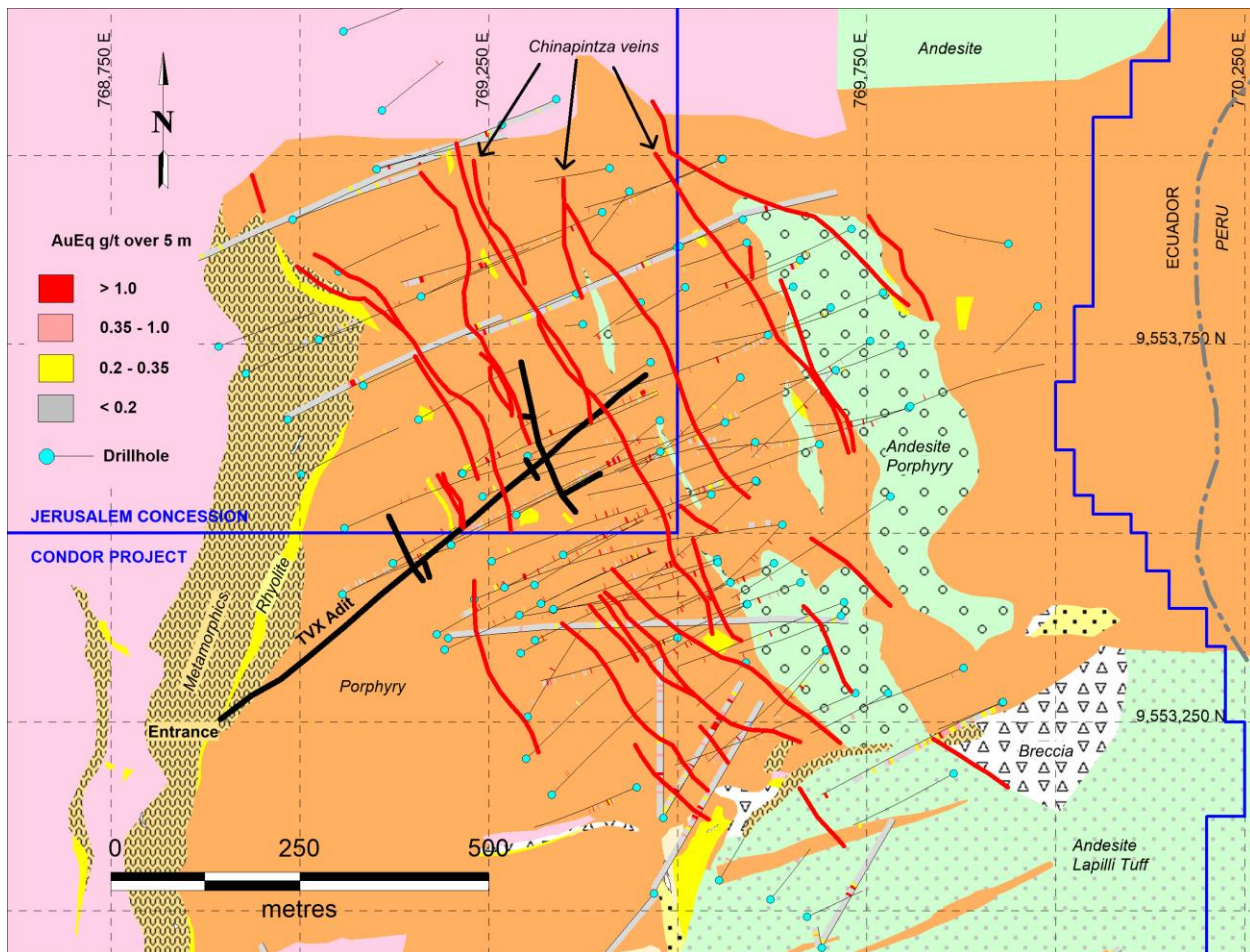 768,750 E
769,250 E
769,750 E
770,250 E
Chinapintza veins
Andesite
N
ECUADOR
PERU
AuEq g/t over 5 m
> 1.0
0.35 - 1.0
0.2 - 0.35
< 0.2
Drillhole
9,553,750 N
Andesite
Porphyry
JERUSALEM CONCESSION
CONDOR PROJECT
Metamorphics
Rhyolite
TVX Adit
Porphyry
Entrance
9,553,250 N
Breccia
Andesite
Lapilli Tuff
0
250
500
metres